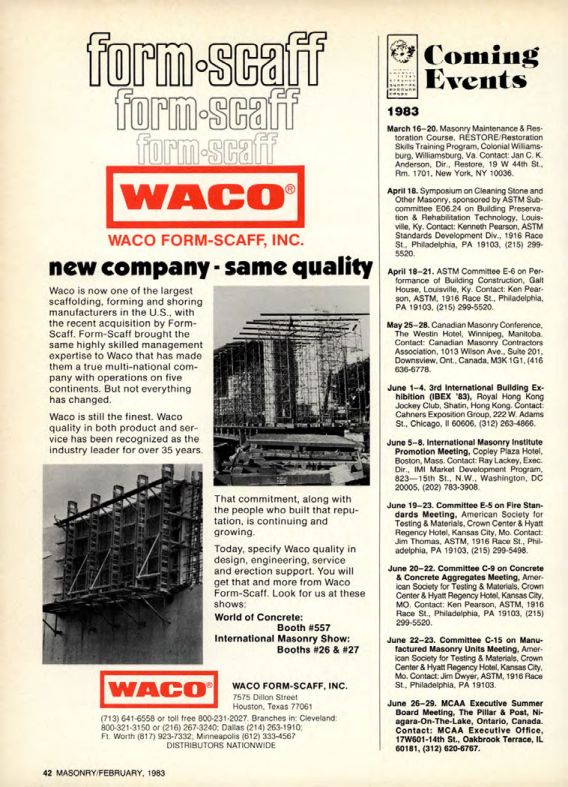 form•scaff
form•scaff
form•scaff
WACO®
WACO FORM-SCAFF, INC.
new company - same quality
Waco is now one of the largest
scaffolding, forming and shoring
manufacturers in the U.S., with
the recent acquisition by Form-
Scaff. Form-Scaff brought the
same highly skilled management
expertise to Waco that has made
them a true multi-national com-
pany with operations on five
continents. But not everything
has changed.
Waco is still the finest. Waco
quality in both product and ser-
vice has been recognized as the
industry leader for over 35 years.
That commitment, along with
the people who built that repu-
tation, is continuing and
growing.
Today, specify Waco quality in
design, engineering, service
and erection support. You will
get that and more from Waco
Form-Scaff. Look for us at these
shows:
World of Concrete:
Booth #557
International Masonry Show:
Booths #26 & #27
WACO®
WACO FORM-SCAFF, INC.
7575 Dillon Street
Houston, Texas 77061
(713) 641-6558 or toll free 800-231-2027. Branches in: Cleveland:
800-321-3150 or (216) 267-3240; Dallas (214) 263-1910;
Ft. Worth (817) 923-7332; Minneapolis (612) 333-4567
DISTRIBUTORS NATIONWIDE
42 MASONRY/FEBRUARY, 1983
Coming
Events
1983
March 16–20. Masonry Maintenance & Res-
toration Course, RESTORE/Restoration
Skills Training Program, Colonial Williams-
burg, Williamsburg, Va. Contact: Jan C. K.
Anderson, Dir., Restore, 19 W 44th St.,
Rm. 1701, New York, NY 10036.
April 18. Symposium on Cleaning Stone and
Other Masonry, sponsored by ASTM Sub-
committee E06.24 on Building Preserva-
tion & Rehabilitation Technology, Louis-
ville, Ky. Contact: Kenneth Pearson, ASTM
Standards Development Div., 1916 Race
St., Philadelphia, PA 19103, (215) 299-
5520.
April 18–21. ASTM Committee E-6 on Per-
formance of Building Construction, Galt
House, Louisville, Ky. Contact: Ken Pear-
son, ASTM, 1916 Race St., Philadelphia,
PA 19103, (215) 299-5520.
May 25–28. Canadian Masonry Conference,
The Westin Hotel, Winnipeg, Manitoba.
Contact: Canadian Masonry Contractors
Association, 1013 Wilson Ave., Suite 201,
Downsview, Ont., Canada, M3K 1G1, (416
636-6778.
June 1–4. 3rd International Building Ex-
hibition (IBEX '83), Royal Hong Kong
Jockey Club, Shatin, Hong Kong. Contact:
Cahners Exposition Group, 222 W. Adams
St., Chicago, Il 60606, (312) 263-4866.
June 5–8. International Masonry Institute
Promotion Meeting, Copley Plaza Hotel,
Boston, Mass. Contact: Ray Lackey, Exec.
Dir., IMI Market Development Program,
823—15th St., N.W., Washington, DC
20005, (202) 783-3908.
June 19–23. Committee E-5 on Fire Stan-
dards Meeting, American Society for
Testing & Materials, Crown Center & Hyatt
Regency Hotel, Kansas City, Mo. Contact:
Jim Thomas, ASTM, 1916 Race St., Phil-
adelphia, PA 19103, (215) 299-5498.
June 20–22. Committee C-9 on Concrete
& Concrete Aggregates Meeting, Amer-
ican Society for Testing & Materials, Crown
Center & Hyatt Regency Hotel, Kansas City,
MO. Contact: Ken Pearson, ASTM, 1916
Race St., Philadelphia, PA 19103, (215)
299-5520.
June 22–23. Committee C-15 on Manu-
factured Masonry Units Meeting, Amer-
ican Society for Testing & Materials, Crown
Center & Hyatt Regency Hotel, Kansas City,
Mo. Contact: Jim Dwyer, ASTM, 1916 Race
St., Philadelphia, PA 19103.
June 26–29. MCAA Executive Summer
Board Meeting, The Pillar & Post, Ni-
agara-On-The-Lake, Ontario, Canada.
Contact: MCAA Executive Office,
17W601-14th St., Oakbrook Terrace, IL
60181, (312) 620-6767.